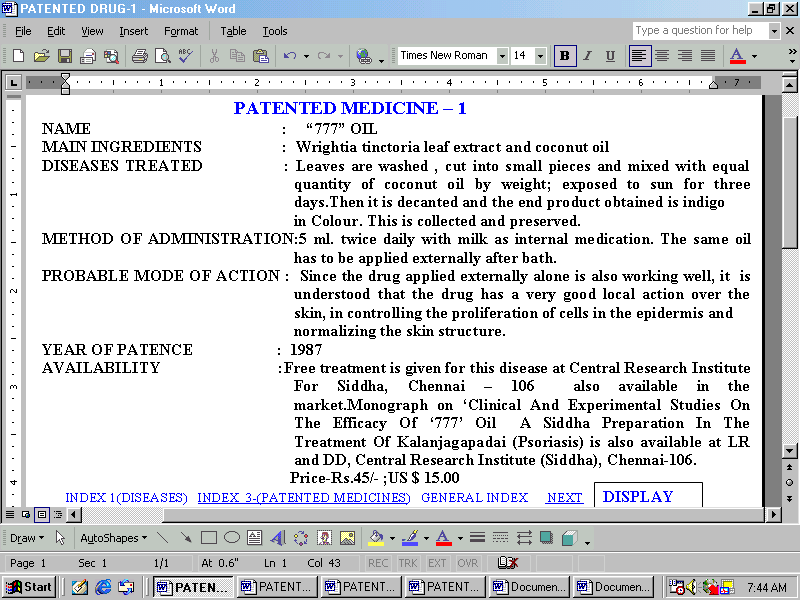 PATENTED DRUG-1 - Microsoft Word
File Edit View Insert Format Table Tools
Type a question for help
Times New Roman 14 B I U A
1 2 3 4 5 6 7
PATENTED MEDICINE – 1
NAME : “777” OIL
MAIN INGREDIENTS : Wrightia tinctoria leaf extract and coconut oil
DISEASES TREATED : Leaves are washed , cut into small pieces and mixed with equal
quantity of coconut oil by weight; exposed to sun for three
days.Then it is decanted and the end product obtained is indigo
in Colour. This is collected and preserved.
METHOD OF ADMINISTRATION:5 ml. twice daily with milk as internal medication. The same oil
has to be applied externally after bath.
PROBABLE MODE OF ACTION : Since the drug applied externally alone is also working well, it is
understood that the drug has a very good local action over the
skin, in controlling the proliferation of cells in the epidermis and
normalizing the skin structure.
YEAR OF PATENCE : 1987
AVAILABILITY :Free treatment is given for this disease at Central Research Institute
For Siddha, Chennai – 106 also available in the
market.Monograph on ‘Clinical And Experimental Studies On
The Efficacy Of ‘777’ Oil A Siddha Preparation In The
Treatment Of Kalanjagapadai (Psoriasis) is also available at LR
and DD, Central Research Institute (Siddha), Chennai-106.
Price-Rs.45/- ;US $ 15.00
INDEX 1(DISEASES) INDEX 3-(PATENTED MEDICINES) GENERAL INDEX NEXT DISPLAY
Draw AutoShapes
Page 1 Sec 1 1/1 At 0.6" Ln 1 Col 43 REC TRK EXT OVR
Start PATEN... PATENT... PATENT... PATENT... Documen... Documen... 7:44 AM